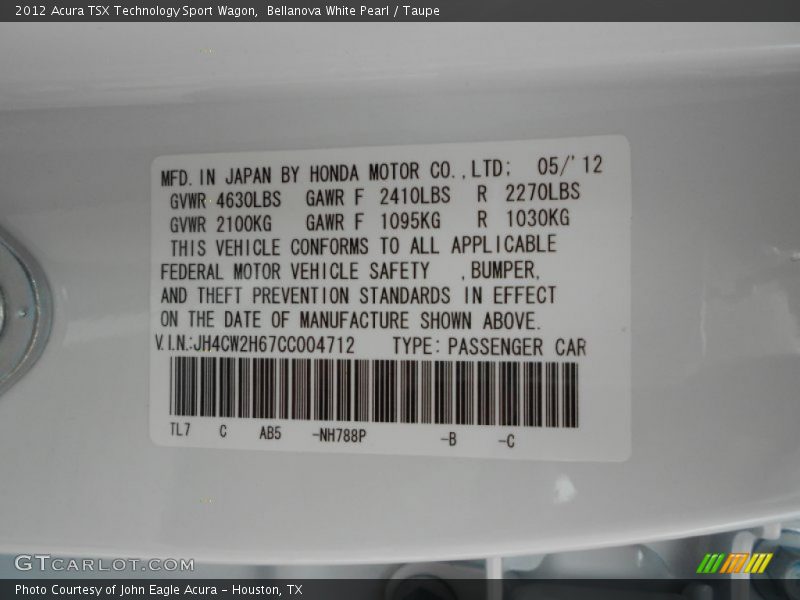 2012 Acura TSX Technology Sport Wagon,  Bellanova White Pearl / Taupe
MFD. IN JAPAN BY HONDA MOTOR CO.,LTD; 05/'12
GVWR 4630LBS GAWR F 2410LBS R 2270LBS
GVWR 2100KG GAWR F 1095KG R 1030KG
THIS VEHICLE CONFORMS TO ALL APPLICABLE
FEDERAL MOTOR VEHICLE SAFETY ,BUMPER,
AND THEFT PREVENTION STANDARDS IN EFFECT
ON THE DATE OF MANUFACTURE SHOWN ABOVE.
V.I.N.:JH4CW2H67CC004712 TYPE: PASSENGER CAR
TL7 C AB5 -NH788P -B -C
GTCARLOT.COM
Photo Courtesy of John Eagle Acura - Houston, TX